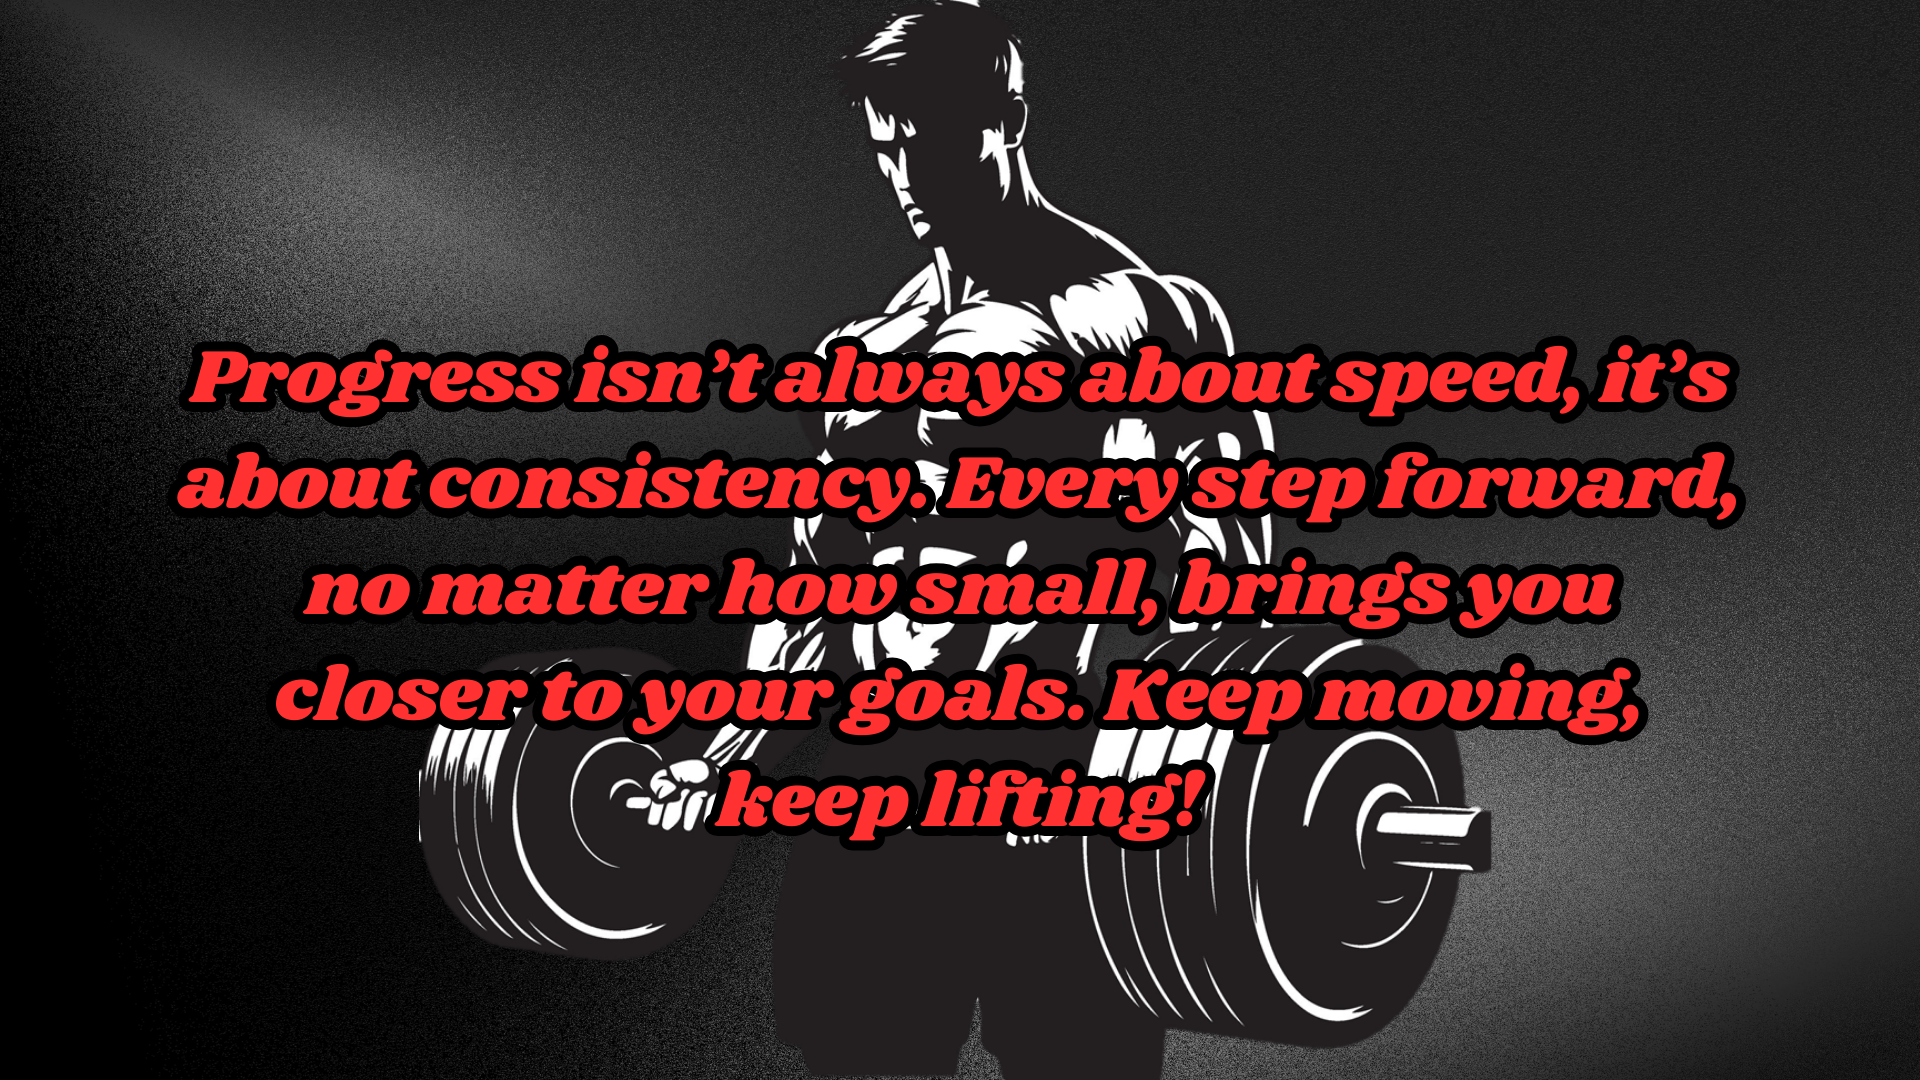 Progress isn’t always about speed, it’s
about consistency. Every step forward,
no matter how small, brings you
closer to your goals. Keep moving,
keep lifting!